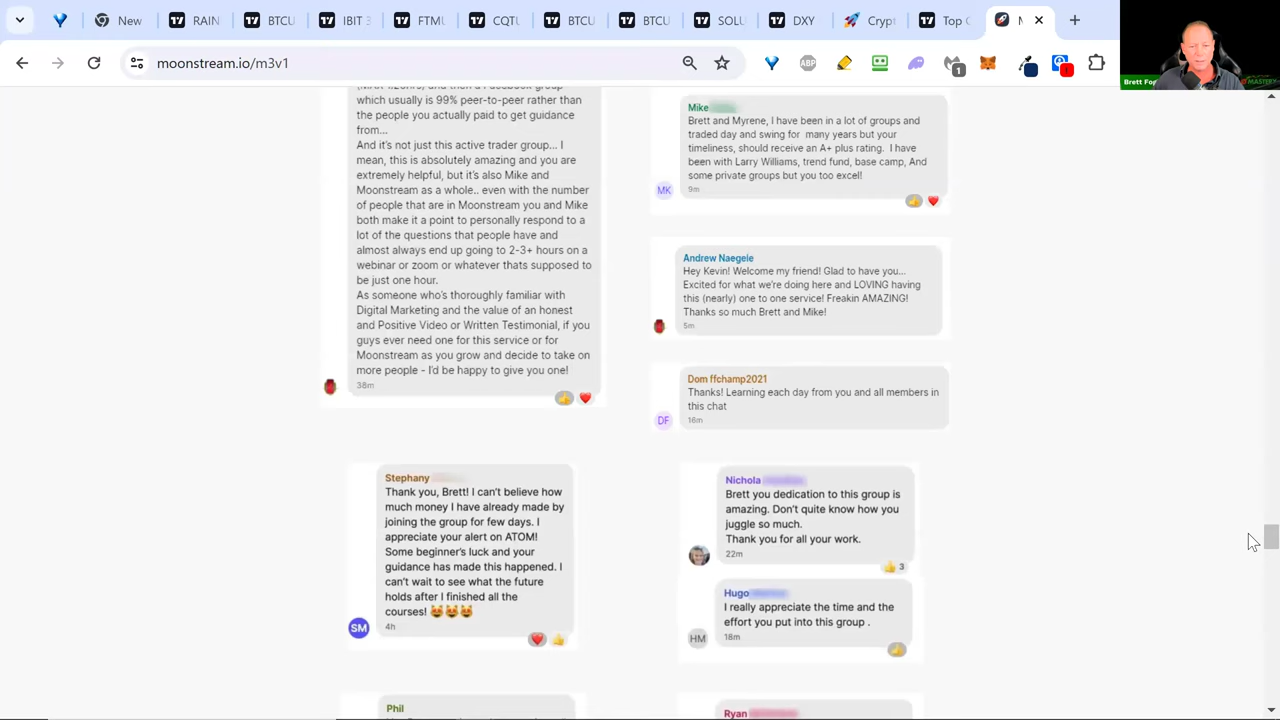 New
RAIN
BTCU
IBIT 3
FTMU
CQTU
BTCU
BTCU
SOLU
DXY
Crypt
Top C
moonstream.io/m3v1
ABP
1
1
Brett Fog
MASTER
which usually is 99% peer-to-peer rather than
the people you actually paid to get guidance
from...
And it's not just this active trader group... I
mean, this is absolutely amazing and you are
extremely helpful, but it's also Mike and
Moonstream as a whole.. even with the number
of people that are in Moonstream you and Mike
both make it a point to personally respond to a
lot of the questions that people have and
almost always end up going to 2-3+ hours on a
webinar or zoom or whatever thats supposed to
be just one hour.
As someone who's thoroughly familiar with
Digital Marketing and the value of an honest
and Positive Video or Written Testimonial, if you
guys ever need one for this service or for
Moonstream as you grow and decide to take on
more people - I'd be happy to give you one!
38m
Mike
Brett and Myrene, I have been in a lot of groups and
traded day and swing for many years but your
timeliness, should receive an A+ plus rating. I have
been with Larry Williams, trend fund, base camp, And
some private groups but you too excel!
9m
MK
Andrew Naegele
Hey Kevin! Welcome my friend! Glad to have you...
Excited for what we're doing here and LOVING having
this (nearly) one to one service! Freakin AMAZING!
Thanks so much Brett and Mike!
5m
Dom ffchamp2021
Thanks! Learning each day from you and all members in
this chat
16m
DF
Stephany
Thank you, Brett! I can't believe how
much money I have already made by
joining the group for few days. I
appreciate your alert on ATOM!
Some beginner's luck and your
guidance has made this happened. I
can't wait to see what the future
holds after I finished all the
courses! 😻😻😻
4h
SM
Nichola
Brett you dedication to this group is
amazing. Don't quite know how you
juggle so much.
Thank you for all your work.
22m
3
Hugo
I really appreciate the time and the
effort you put into this group .
18m
HM
Phil
Ryan